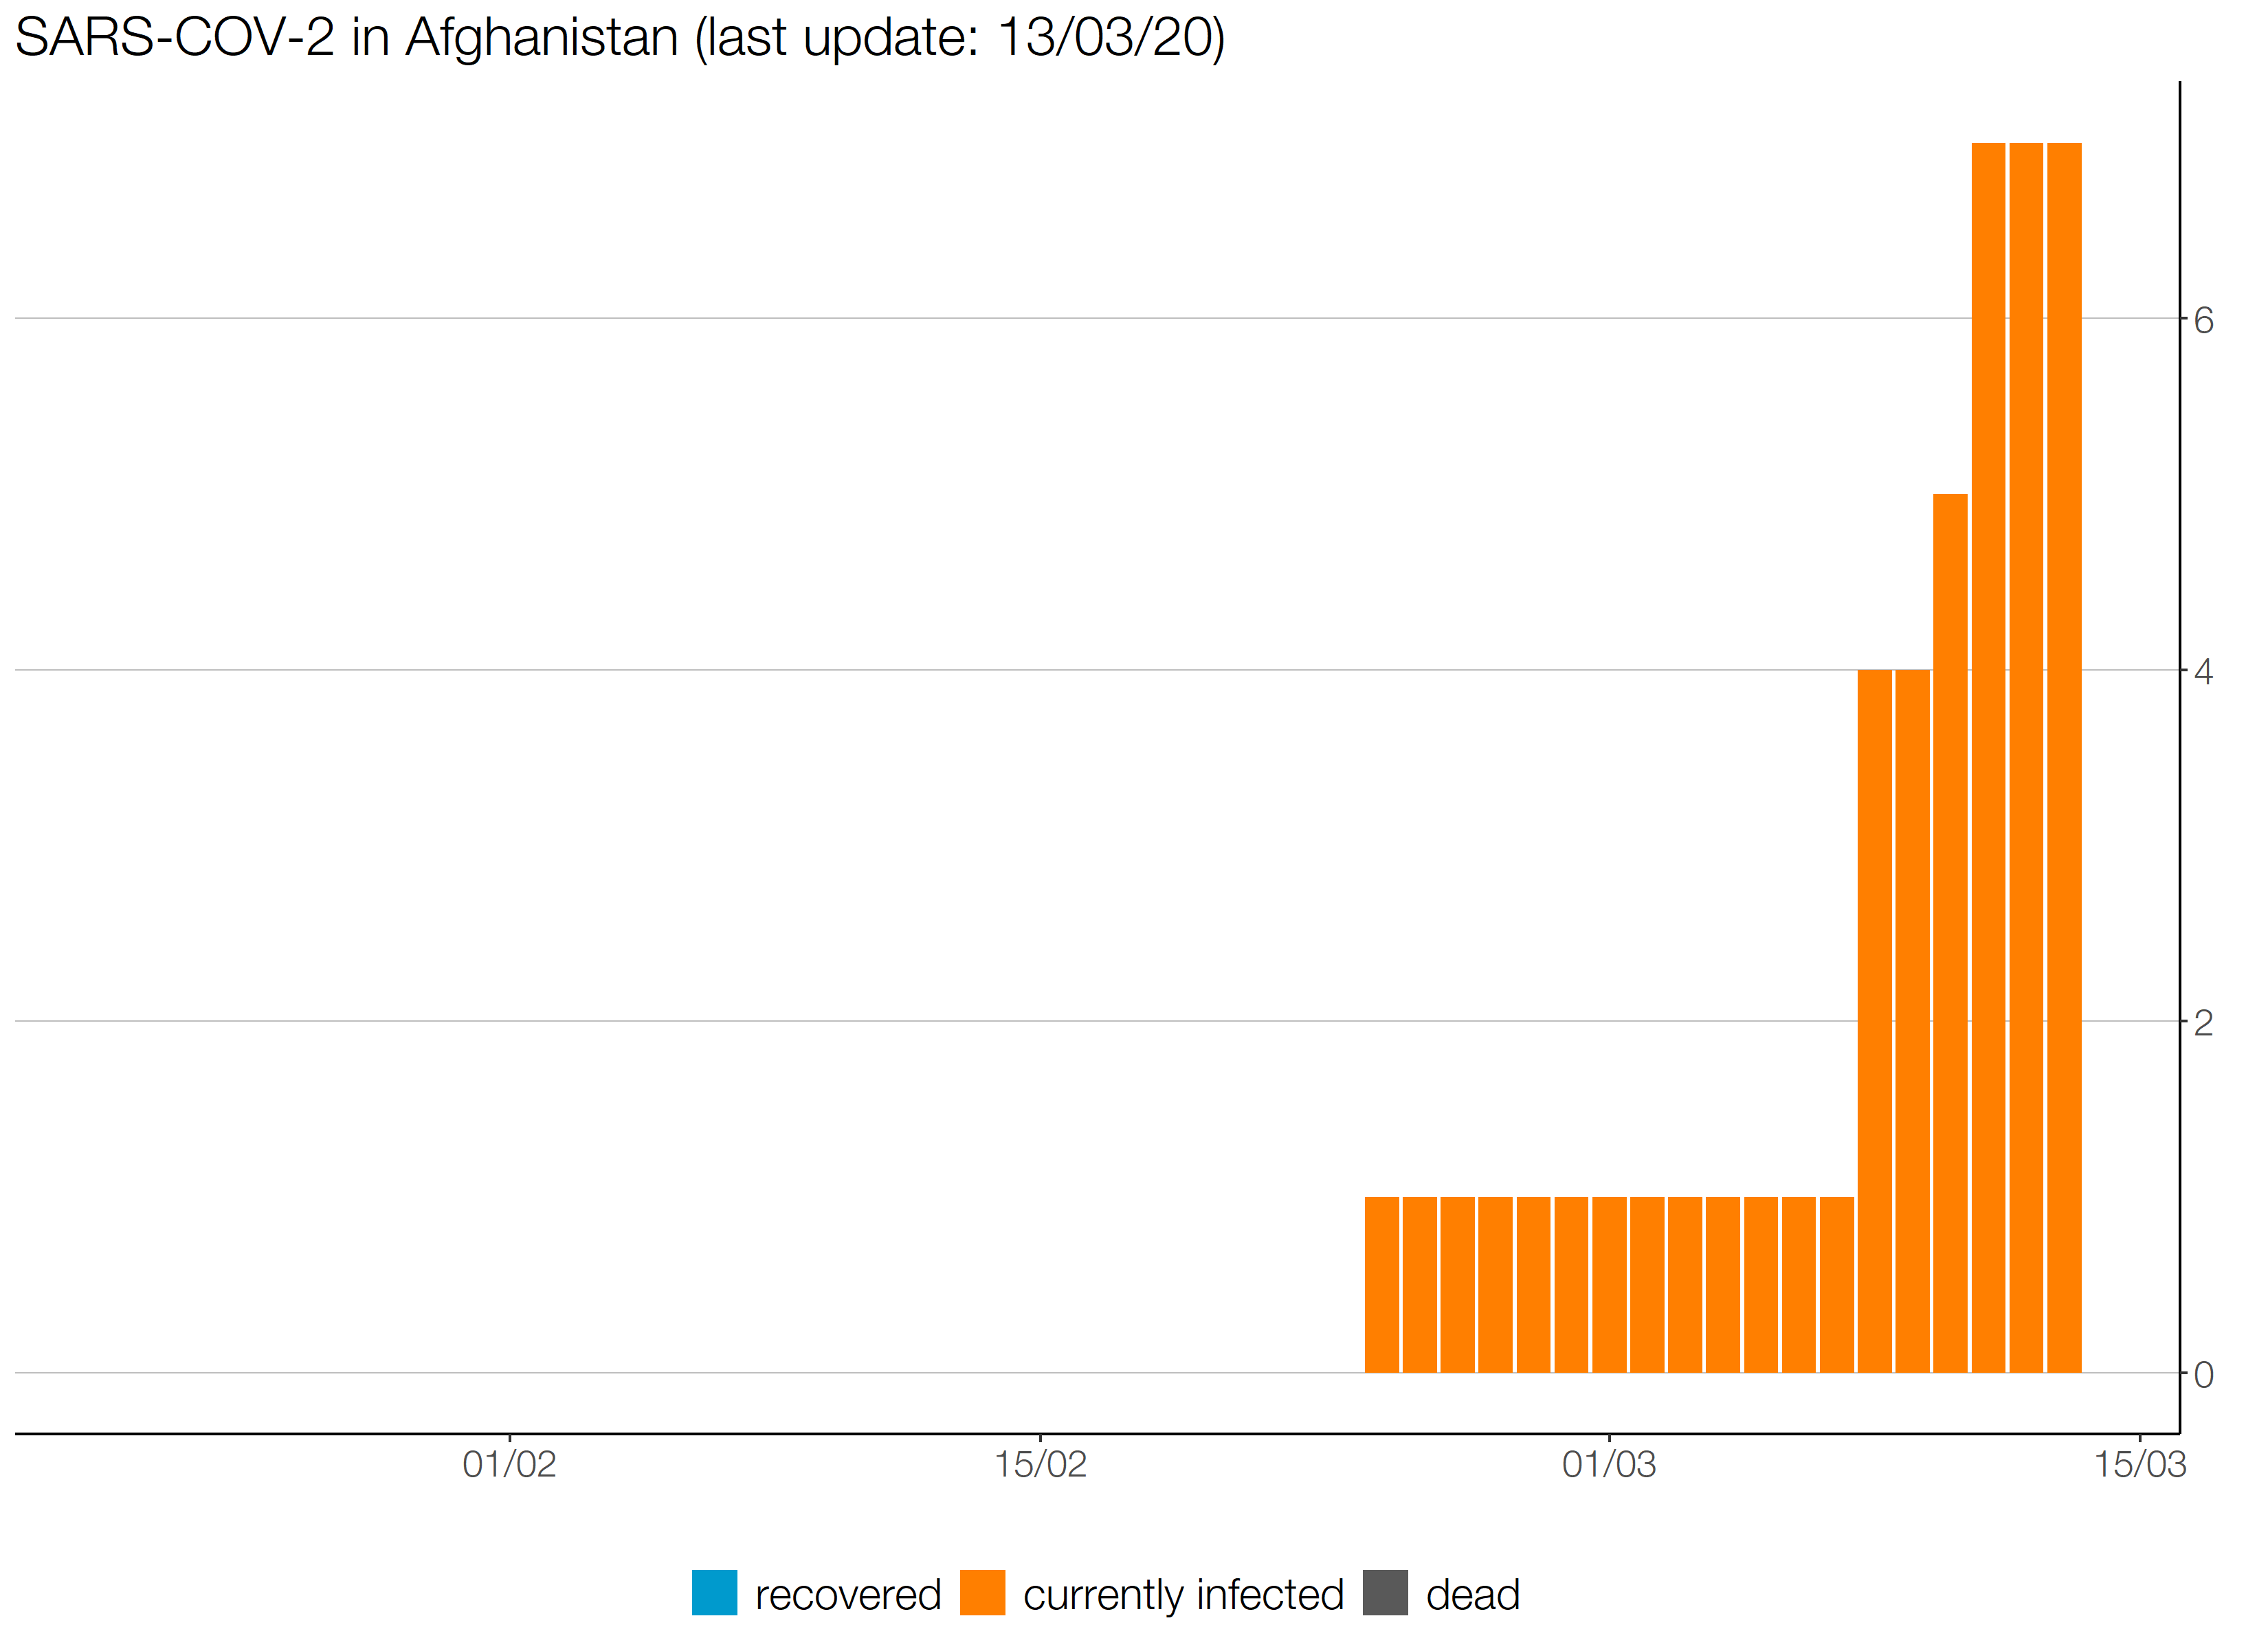 SARS-COV-2 in Afghanistan (last update: 13/03/20)
6
4
2
0
01/02 15/02 01/03 15/03
recovered currently infected dead